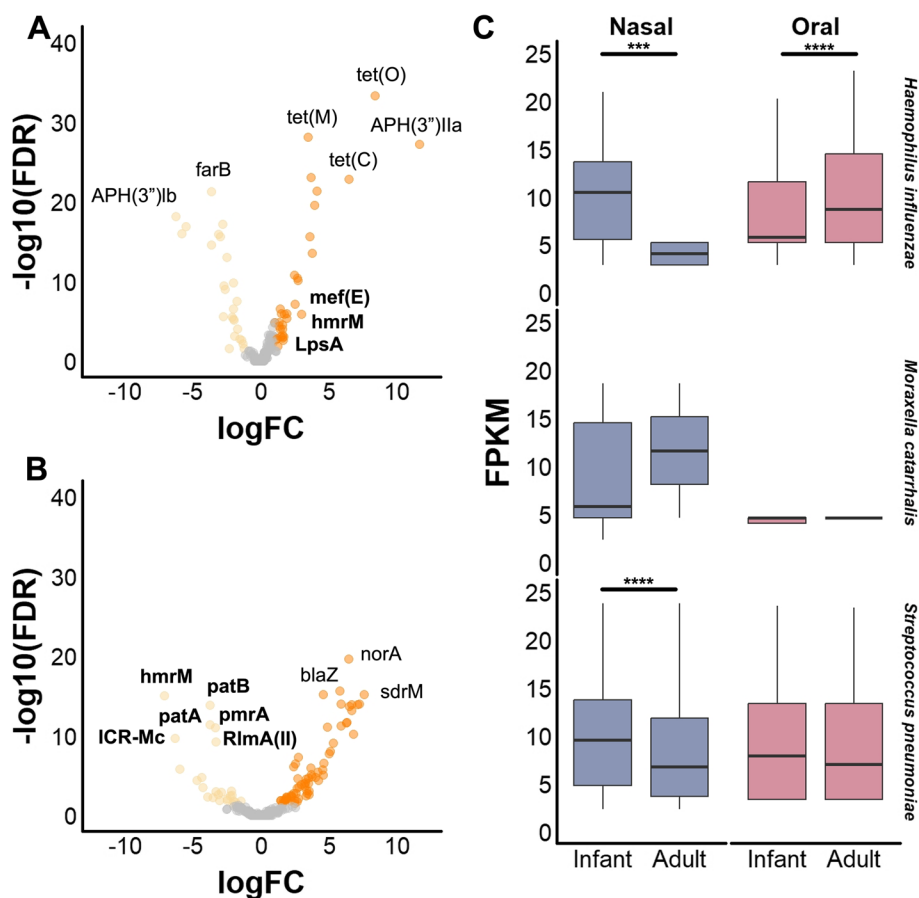 A
40
30
20
10
0
-log10(FDR)
tet(O)
tet(M)
APH(3”)IIa
farB
tet(C)
APH(3”)Ib
mef(E)
hmrM
LpsA
-10 -5 0 5 10
logFC
B
40
30
20
10
0
-log10(FDR)
norA
hmrM
blaZ
patB
sdrM
patA pmrA
ICR-Mc RlmA(II)
-10 -5 0 5 10
logFC
C
Nasal Oral
*** ****
25
20
15
10
5
0
Haemophilus influenzae
25
20
15
10
5
0
FPKM
Moraxella catarrhalis
****
25
20
15
10
5
0
Streptococcus pneumoniae
Infant Adult Infant Adult